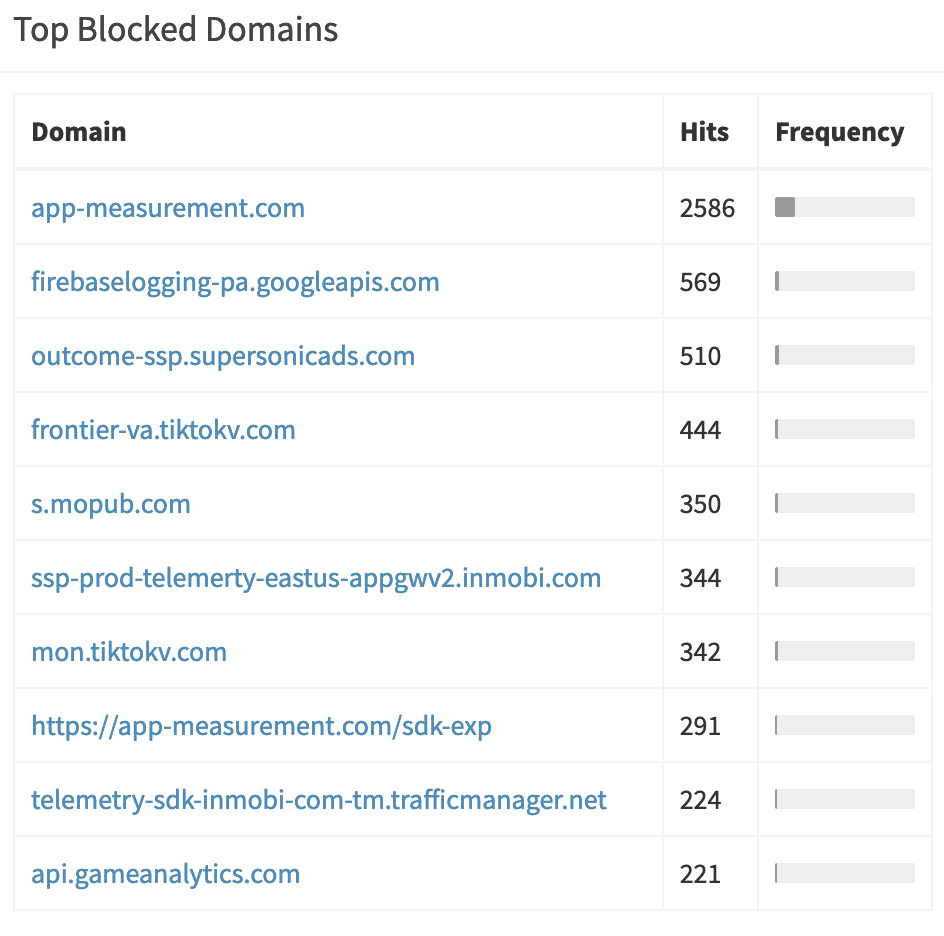 Top Blocked Domains
Domain Hits Frequency
app-measurement.com 2586
firebaselogging-pa.googleapis.com 569
outcome-ssp.supersonicads.com 510
frontier-va.tiktokv.com 444
s.mopub.com 350
ssp-prod-telemerty-eastus-appgwv2.inmobi.com 344
mon.tiktokv.com 342
https://app-measurement.com/sdk-exp 291
telemetry-sdk-inmobi-com-tm.trafficmanager.net 224
api.gameanalytics.com 221